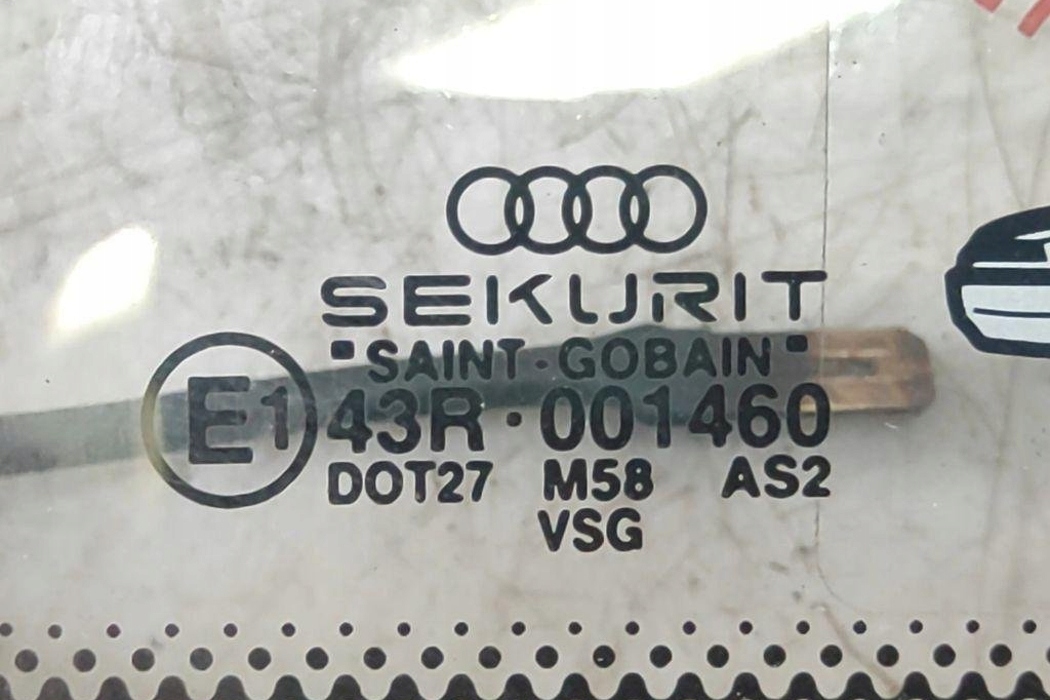 SEKURIT
"SAINT-GOBAIN"
E1 43R·001460
DOT27 M58 AS2
VSG